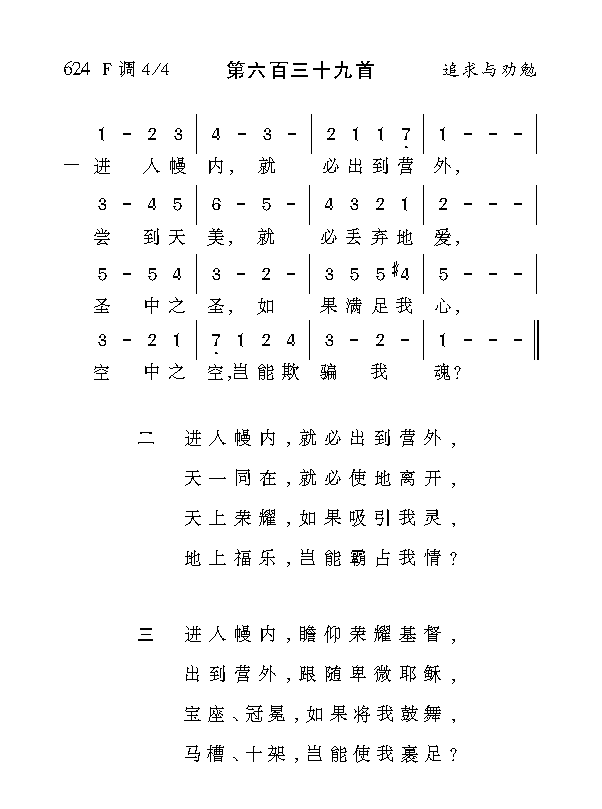 624 F 调 4/4 第六百三十九首 追求与劝勉
1 - 2 3 | 4 - 3 - | 2 1 1 7̣ | 1 - - - |
一 进 人 幔 内, 就 必 出 到 营 外,
3 - 4 5 | 6 - 5 - | 4 3 2 1 | 2 - - - |
尝 到 天 美, 就 必 丢 弃 地 爱,
5 - 5 4 | 3 - 2 - | 3 5 5 #4 | 5 - - - |
圣 中 之 圣, 如 果 满 足 我 心,
3 - 2 1 | 7̣ 1 2 4 | 3 - 2 - | 1 - - - ‖
空 中 之 空, 岂 能 欺 骗 我 魂?
二 进人幔内,就必出到营外,
天一同在,就必使地离开,
天上荣耀,如果吸引我灵,
地上福乐,岂能霸占我情?
三 进人幔内,瞻仰荣耀基督,
出到营外,跟随卑微耶稣,
宝座、冠冕,如果将我鼓舞,
马槽、十架,岂能使我裹足?